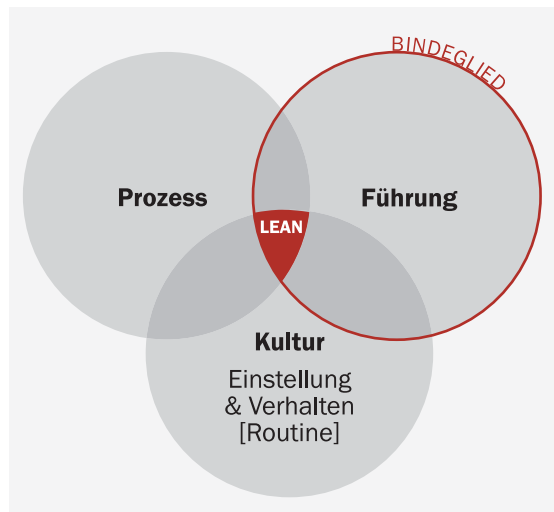 BINDEGLIED
Prozess
Führung
LEAN
Kultur
Einstellung
& Verhalten
[Routine]